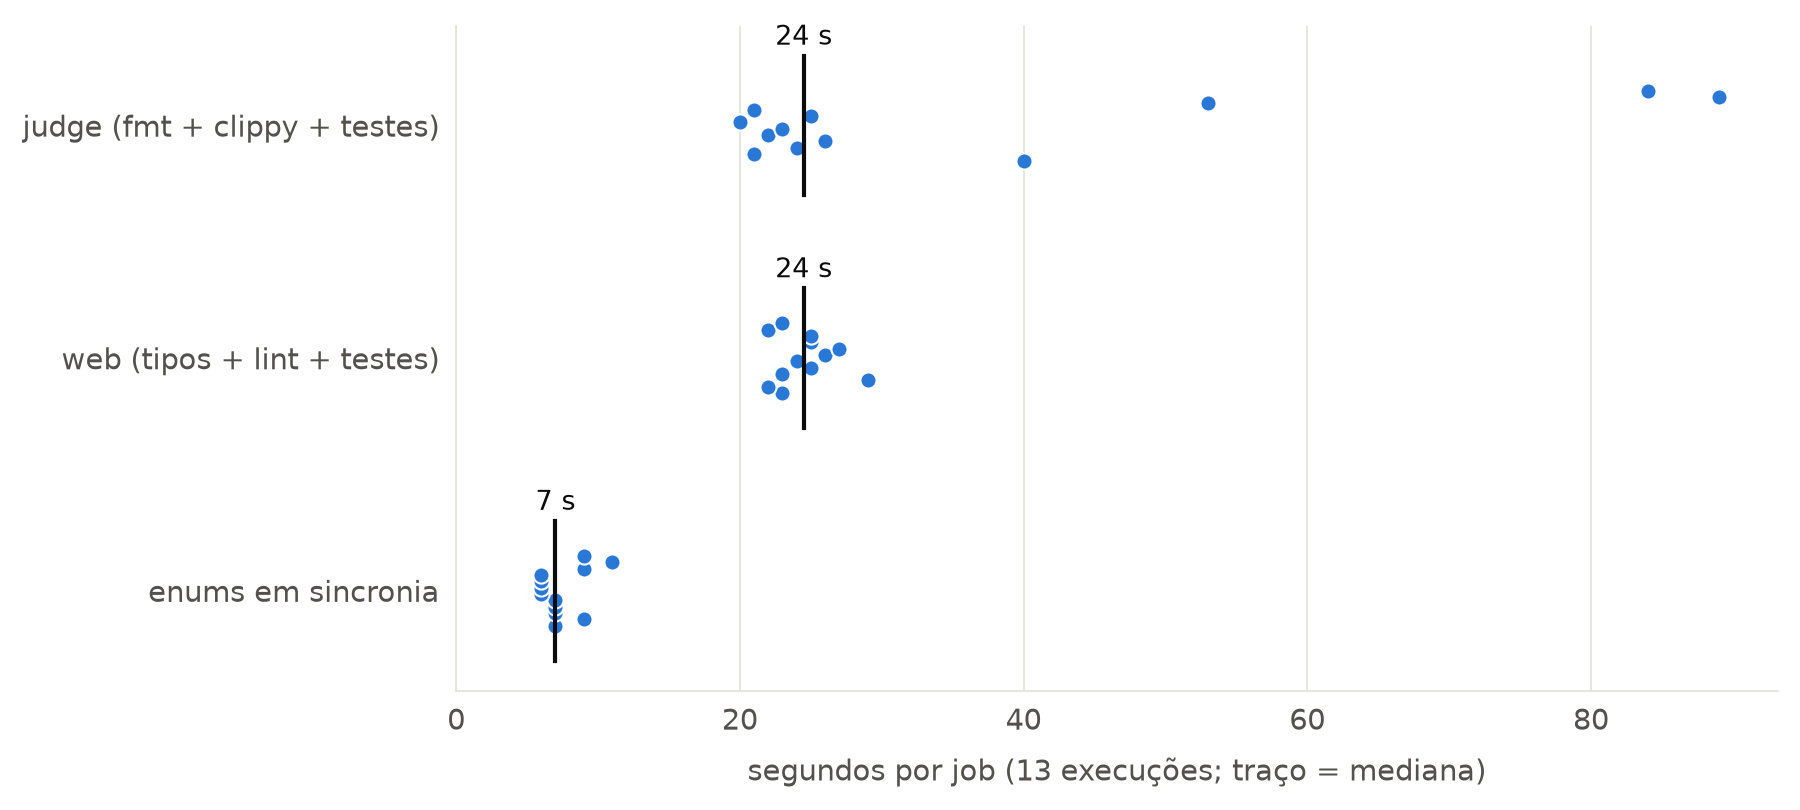 24 s
judge (fmt + clippy + testes)
24 s
web (tipos + lint + testes)
7 s
enums em sincronia
0 20 40 60 80
segundos por job (13 execuções; traço = mediana)